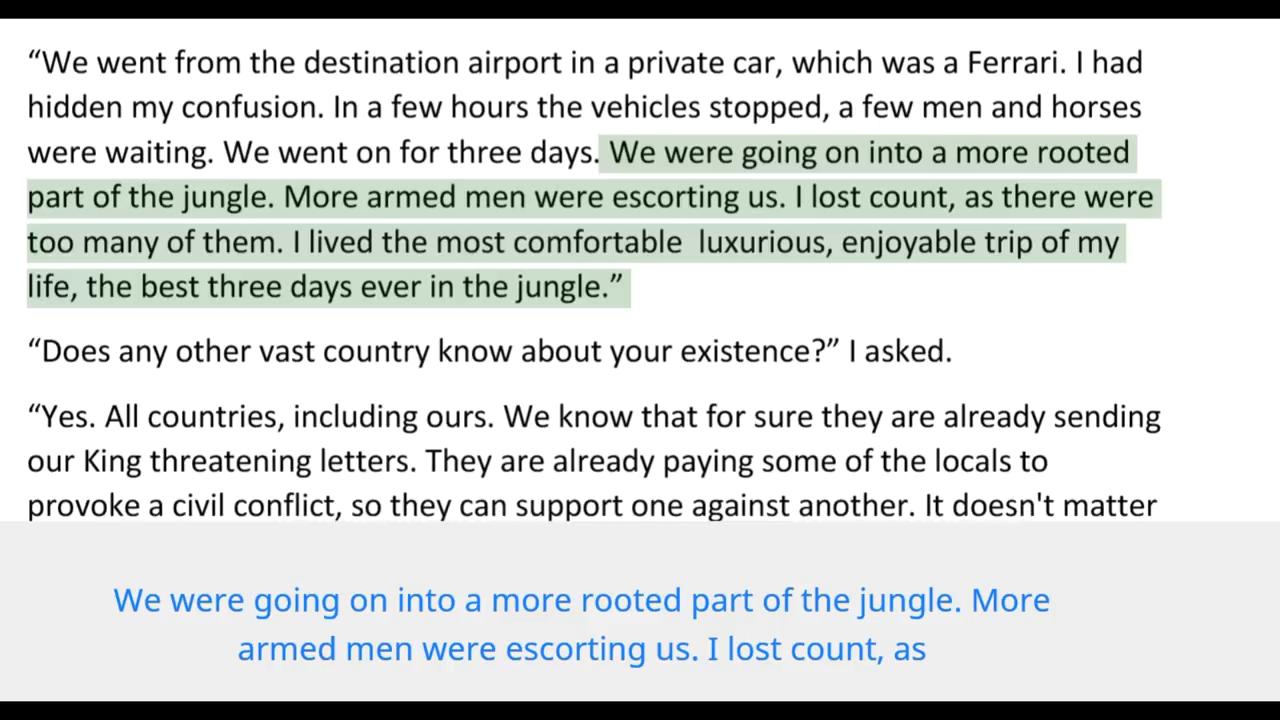 “We went from the destination airport in a private car, which was a Ferrari. I had
hidden my confusion. In a few hours the vehicles stopped, a few men and horses
were waiting. We went on for three days. We were going on into a more rooted
part of the jungle. More armed men were escorting us. I lost count, as there were
too many of them. I lived the most comfortable  luxurious, enjoyable trip of my
life, the best three days ever in the jungle.”
“Does any other vast country know about your existence?” I asked.
“Yes. All countries, including ours. We know that for sure they are already sending
our King threatening letters. They are already paying some of the locals to
provoke a civil conflict, so they can support one against another. It doesn't matter
We were going on into a more rooted part of the jungle. More
armed men were escorting us. I lost count, as